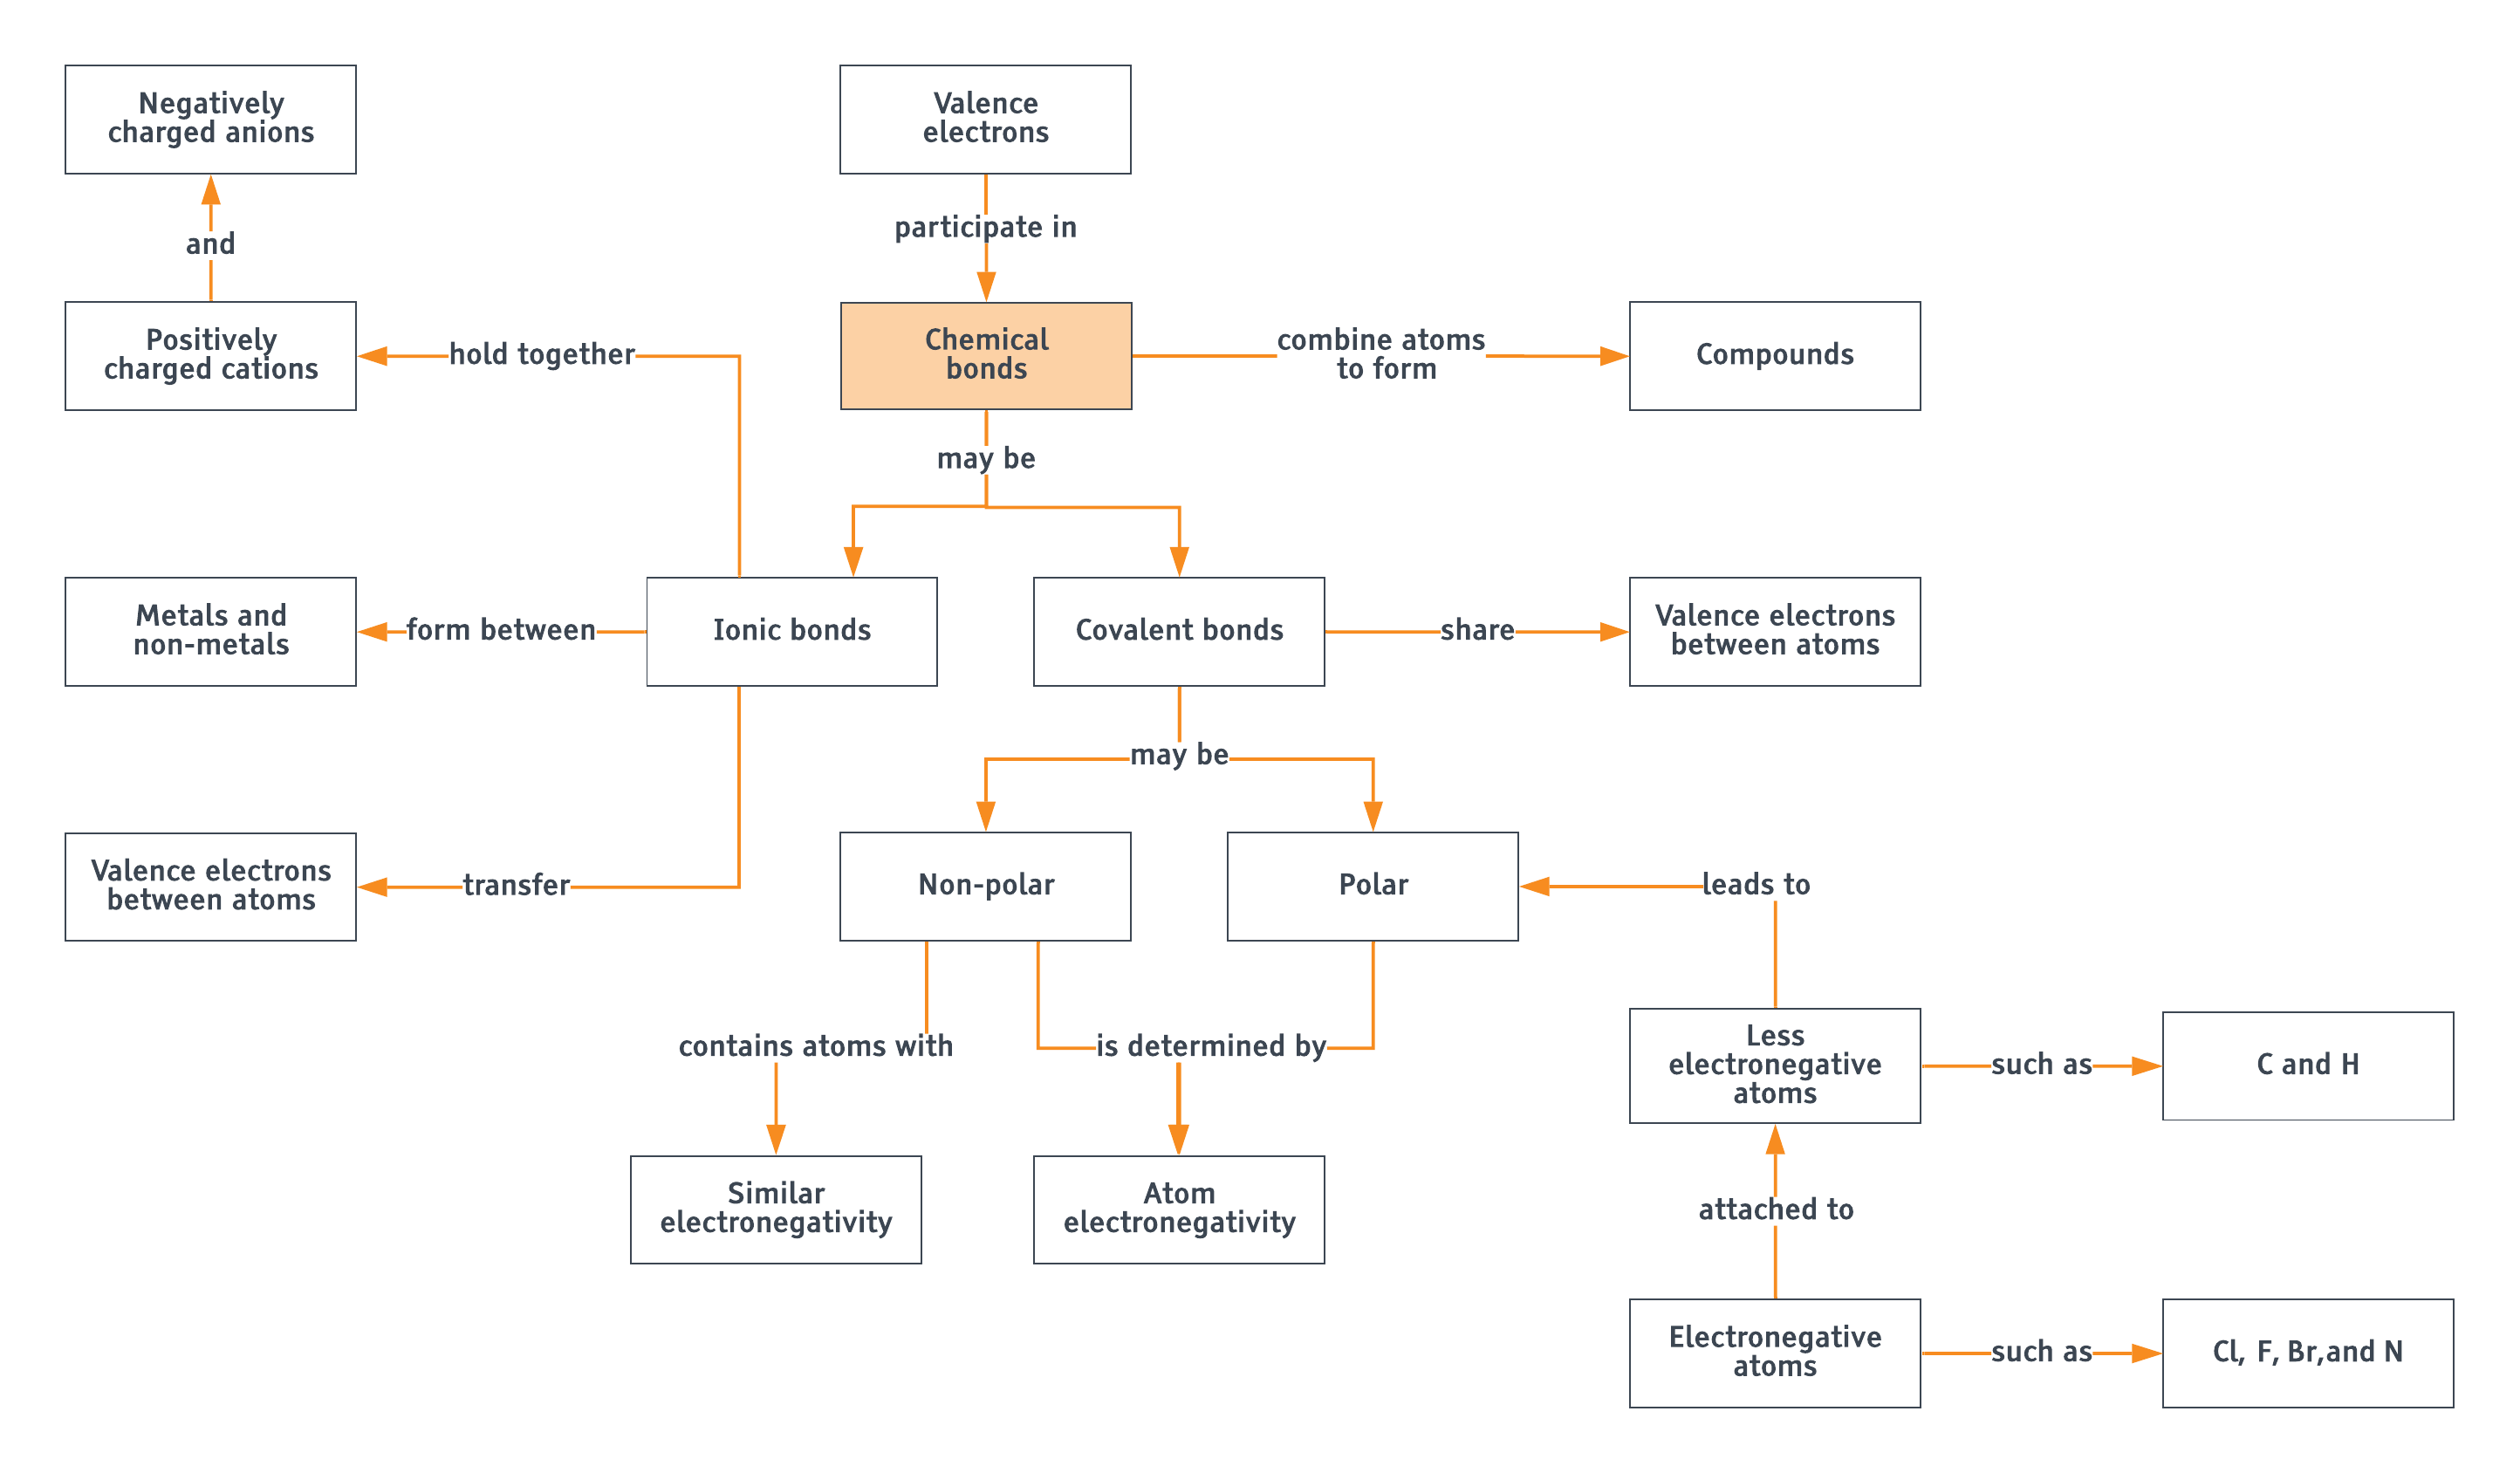 Negatively
charged anions
Valence
electrons
and
participate in
Positively
charged cations
hold together
Chemical
bonds
combine atoms
to form
Compounds
may be
Metals and
non-metals
form between
Ionic bonds
Covalent bonds
share
Valence electrons
between atoms
may be
Valence electrons
between atoms
transfer
Non-polar
Polar
leads to
contains atoms with
is determined by
Less
electronegative
atoms
such as
C and H
Similar
electronegativity
Atom
electronegativity
attached to
Electronegative
atoms
such as
Cl, F, Br,and N